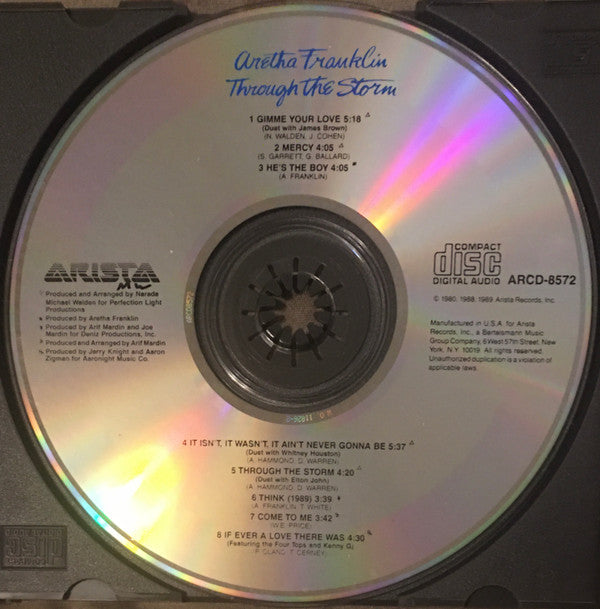 Aretha Franklin
Through the Storm
1 GIMME YOUR LOVE 5:18 △
(Duet with James Brown)
(N. WALDEN, J. COHEN)
2 MERCY 4:05 △
(S. GARRETT, G. BALLARD)
3 HE'S THE BOY 4:05
(A. FRANKLIN)
ARISTA
Produced and Arranged by Narada
Michael Walden for Perfection Light
Productions
Produced by Aretha Franklin
Produced by Arif Mardin and Joe
Mardin for Deniz Productions, Inc.
Produced and Arranged by Arif Mardin
Produced by Jerry Knight and Aaron
Zigman for Aaronight Music Co.
COMPACT
disc
DIGITAL AUDIO
ARCD-8572
© 1980, 1988, 1989 Arista Records, Inc.
Manufactured in U.S.A. for Arista
Records, Inc., a Bertelsmann Music
Group Company, 6 West 57th Street, New
York, N.Y. 10019. All rights reserved.
Unauthorized duplication is a violation of
applicable laws.
ARCD8572
4 IT ISN'T, IT WASN'T, IT AIN'T NEVER GONNA BE 5:37 △
(Duet with Whitney Houston)
(A. HAMMOND, D. WARREN)
5 THROUGH THE STORM 4:20 △
(Duet with Elton John)
(A. HAMMOND, D. WARREN)
6 THINK (1989) 3:39
(A. FRANKLIN, T. WHITE)
7 COME TO ME 3:42
(W.E. PRICE)
8 IF EVER A LOVE THERE WAS 4:30
(Featuring the Four Tops and Kenny G)